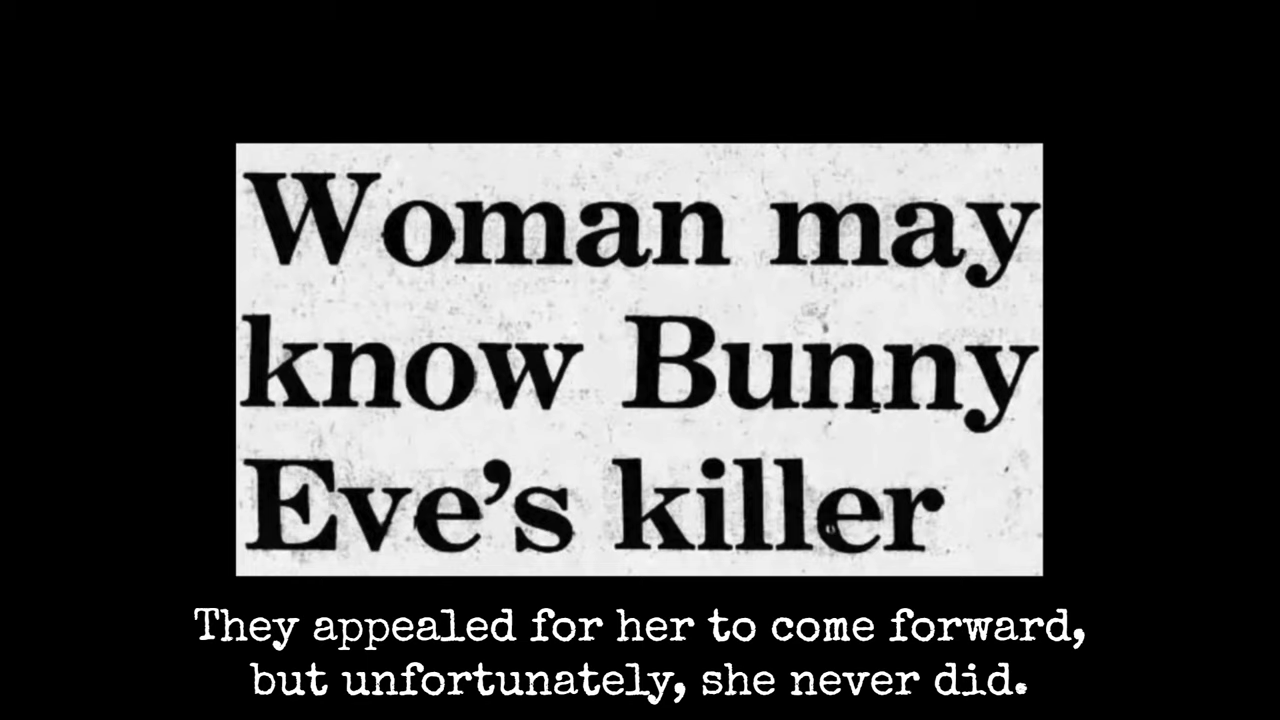 Woman may
know Bunny
Eve’s killer
They appealed for her to come forward,
but unfortunately, she never did.